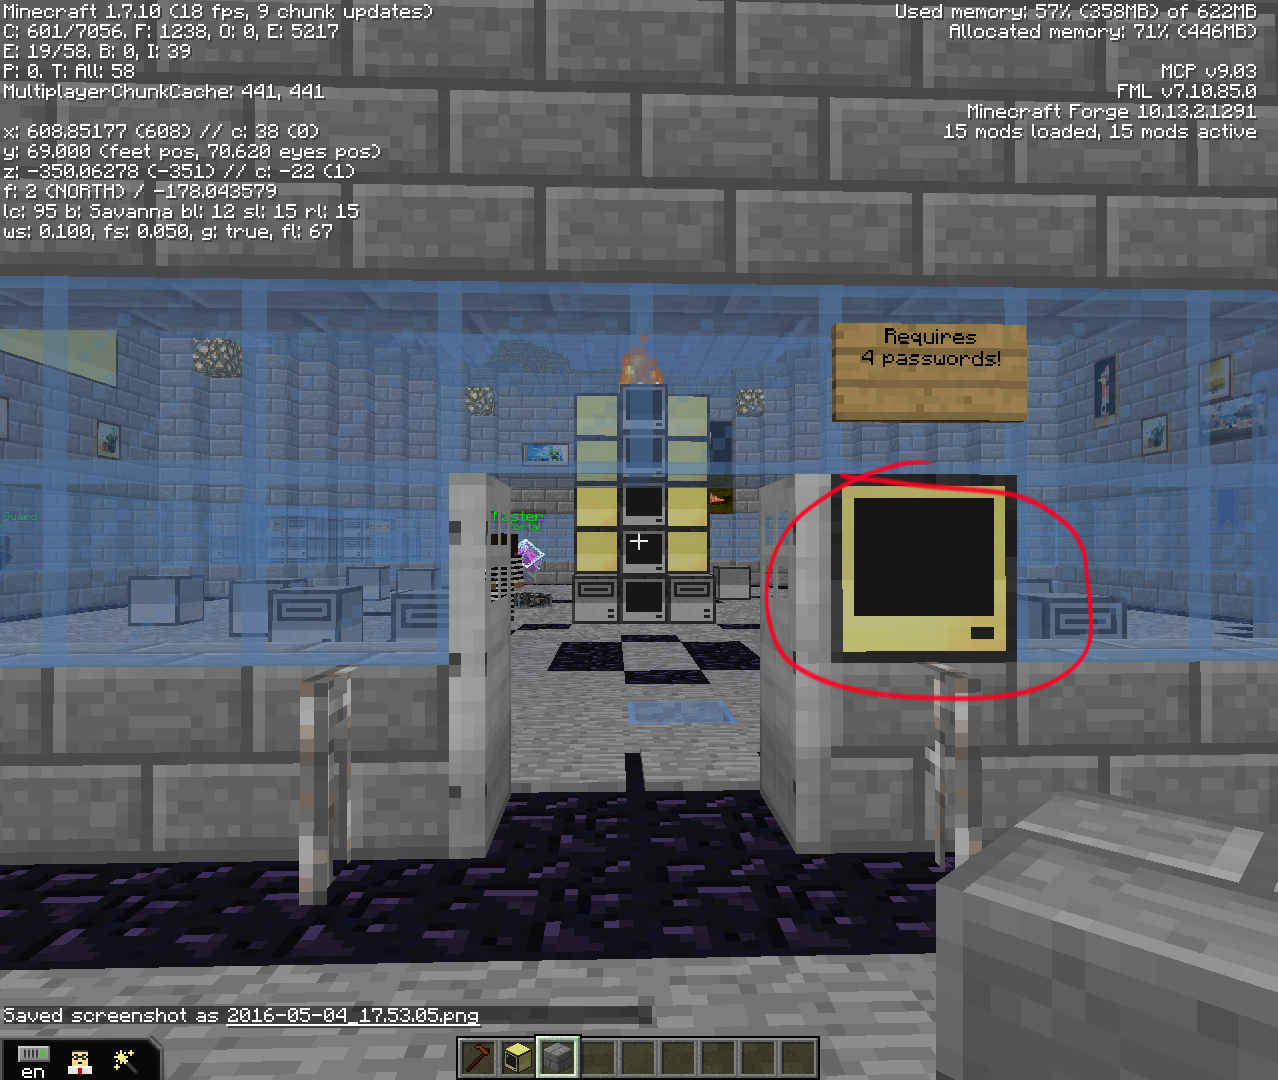 Minecraft 1.7.10 (18 fps, 9 chunk updates)
C: 601/7056. F: 1238, O: 0, E: 5217
E: 19/58. B: 0, I: 39
P: 0. T: All: 58
MultiplayerChunkCache: 441, 441
x: 608.85177 (608) // c: 38 (0)
y: 69.000 (feet pos, 70.620 eyes pos)
z: -350.06278 (-351) // c: -22 (1)
f: 2 (NORTH) / -178.043579
lc: 95 b: Savanna bl: 12 sl: 15 rl: 15
ws: 0.100, fs: 0.050, g: true, fl: 67
Used memory: 57% (358MB) of 622MB
Allocated memory: 71% (446MB)
MCP v9.03
FML v7.10.85.0
Minecraft Forge 10.13.2.1291
15 mods loaded, 15 mods active
Requires
4 passwords!
Guard
Saved screenshot as 2016-05-04_17.53.05.png
en